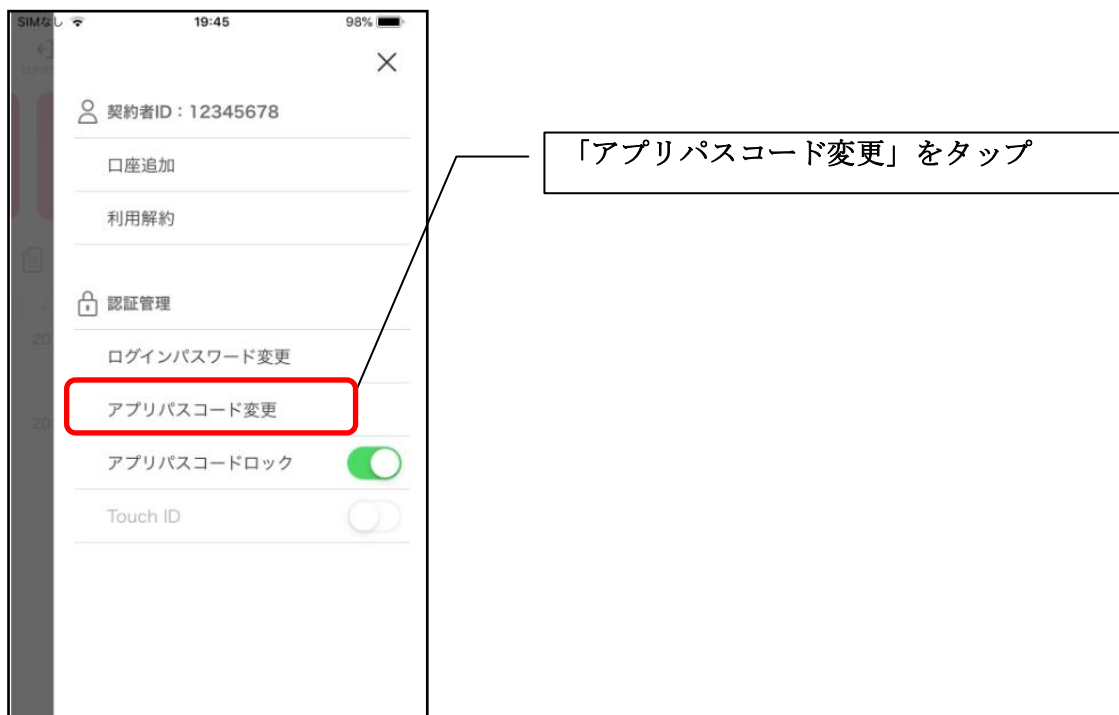 SIMなし 19:45 98%
契約者ID：12345678
口座追加
利用解約
認証管理
ログインパスワード変更
アプリパスコード変更
アプリパスコードロック
Touch ID
「アプリパスコード変更」をタップ
20
20